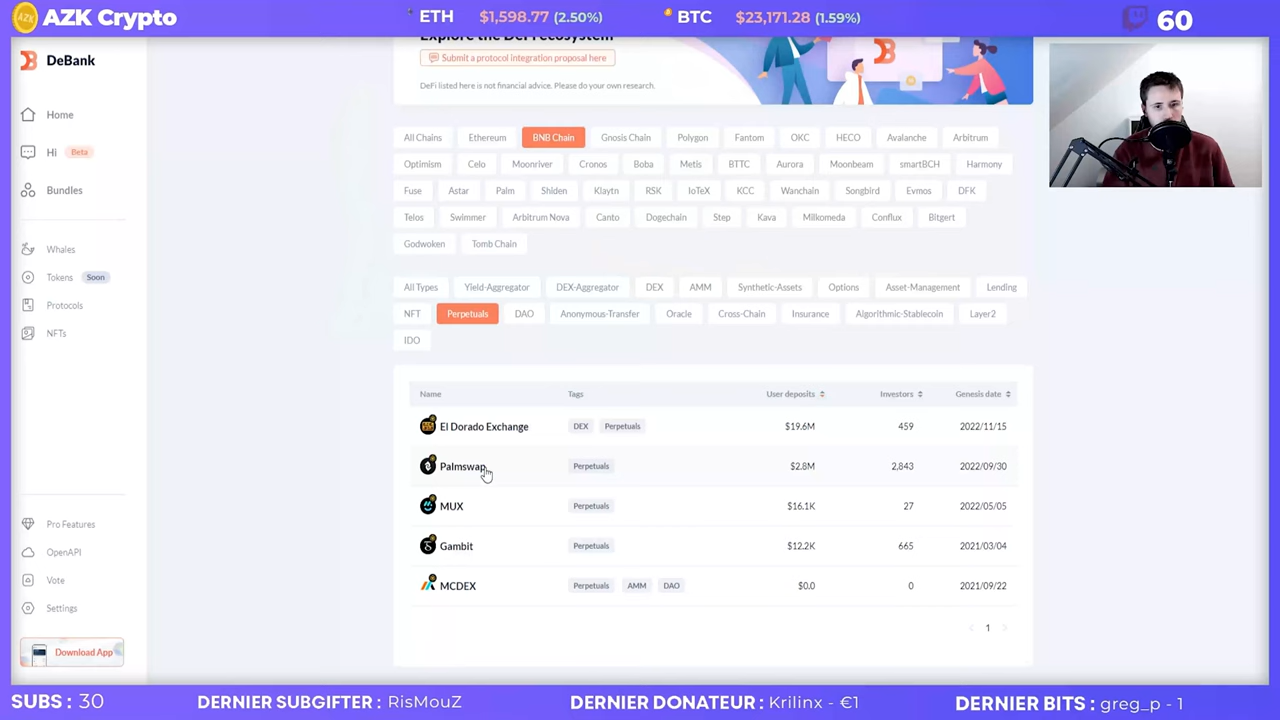 AZK Crypto
ETH $1,598.77 (2.50%)
BTC $23,171.28 (1.59%)
60
DeBank
Home
Hi Beta
Bundles
Whales
Tokens Soon
Protocols
NFTs
Pro Features
OpenAPI
Vote
Settings
Download App
Explore the DeFi ecosystem
Submit a protocol integration proposal here
DeFi listed here is not financial advice. Please do your own research.
All Chains Ethereum BNB Chain Gnosis Chain Polygon Fantom OKC HECO Avalanche Arbitrum
Optimism Celo Moonriver Cronos Boba Metis BTTC Aurora Moonbeam smartBCH Harmony
Fuse Astar Palm Shiden Klaytn RSK IoTeX KCC Wanchain Songbird Evmos DFK
Telos Swimmer Arbitrum Nova Canto Dogechain Step Kava Milkomeda Conflux Bitgert
Godwoken Tomb Chain
All Types Yield-Aggregator DEX-Aggregator DEX AMM Synthetic-Assets Options Asset-Management Lending
NFT Perpetuals DAO Anonymous-Transfer Oracle Cross-Chain Insurance Algorithmic-Stablecoin Layer2
IDO
Name Tags User deposits Investors Genesis date
El Dorado Exchange DEX Perpetuals $19.6M 459 2022/11/15
Palmswap Perpetuals $2.8M 2,843 2022/09/30
MUX Perpetuals $16.1K 27 2022/05/05
Gambit Perpetuals $12.2K 665 2021/03/04
MCDEX Perpetuals AMM DAO $0.0 0 2021/09/22
1
SUBS : 30 DERNIER SUBGIFTER : RisMouZ DERNIER DONATEUR : Krilinx - €1 DERNIER BITS : greg_p - 1